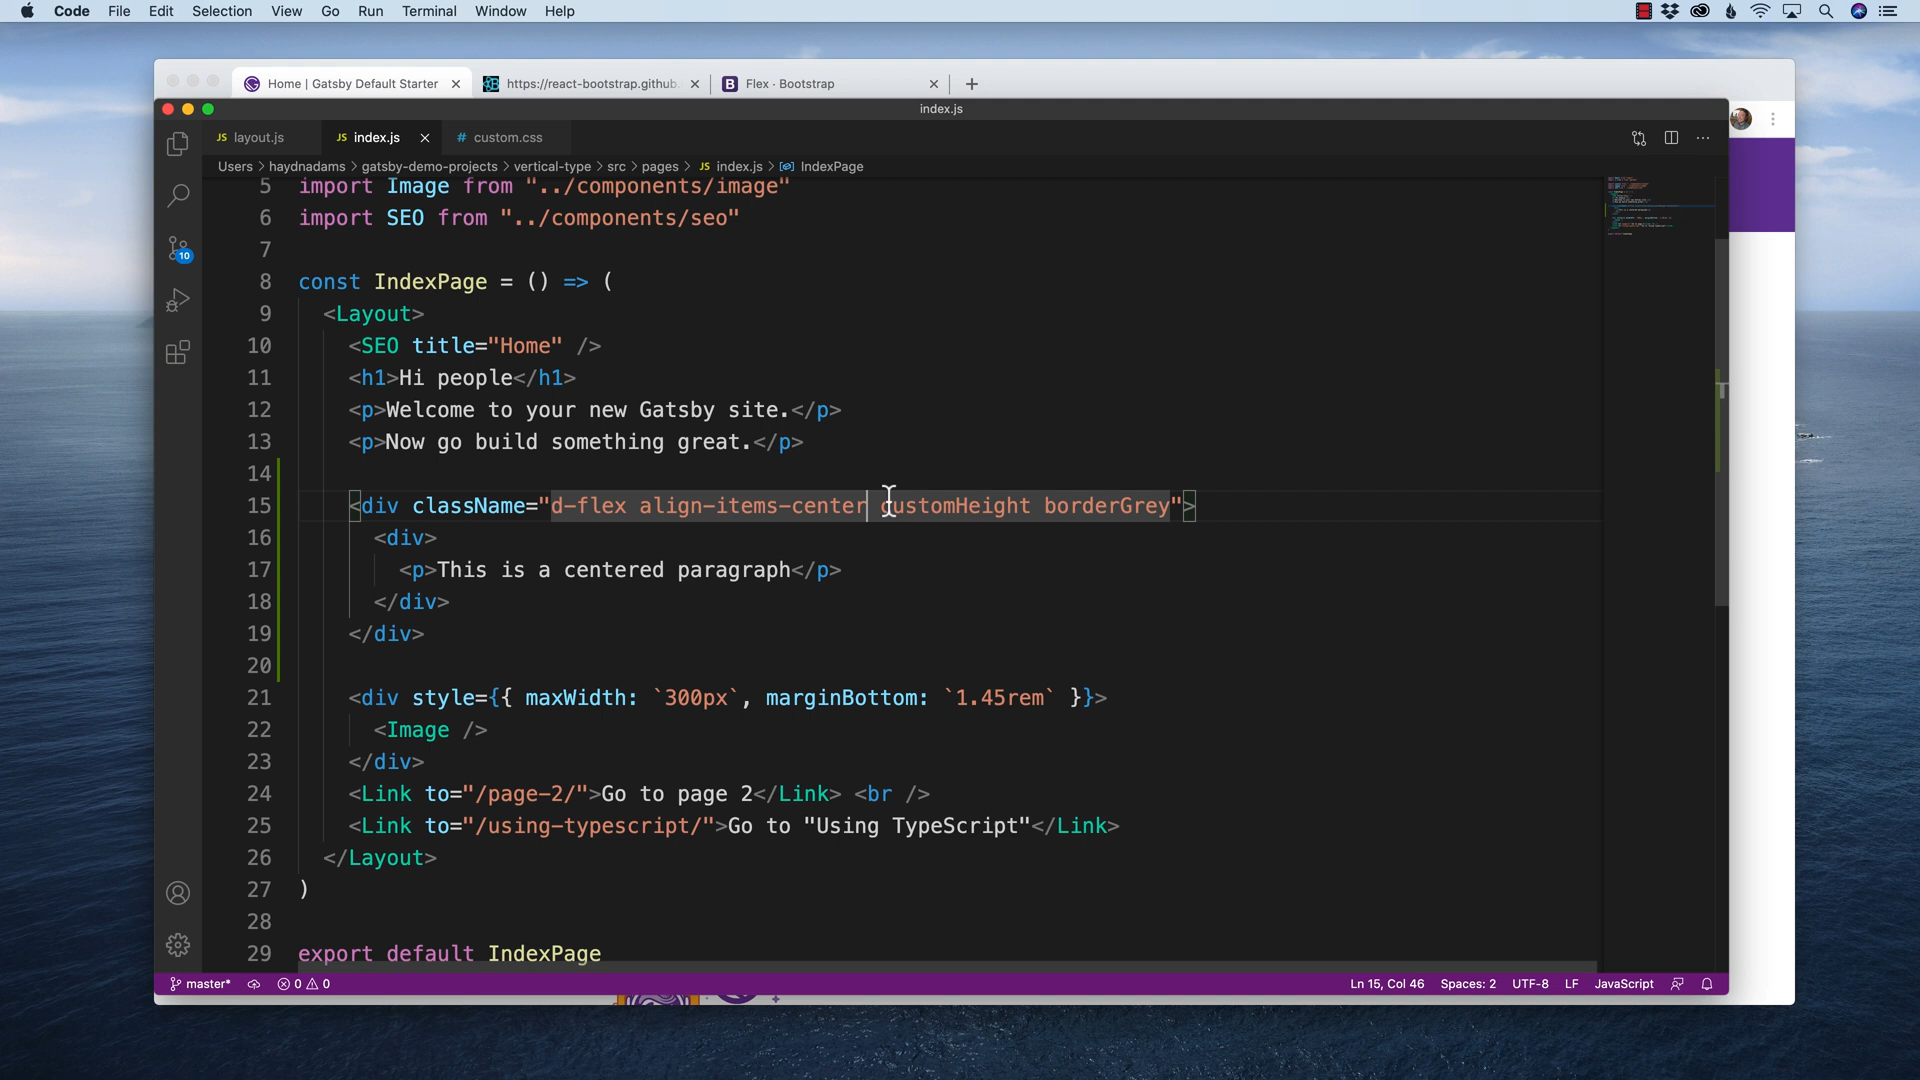 Code File Edit Selection View Go Run Terminal Window Help
Home | Gatsby Default Starter https://react-bootstrap.github. Flex · Bootstrap
index.js
JS layout.js JS index.js # custom.css
Users > haydnadams > gatsby-demo-projects > vertical-type > src > pages > JS index.js > IndexPage
5 import Image from "../components/image"
6 import SEO from "../components/seo"
7
8 const IndexPage = () => (
9 <Layout>
10 <SEO title="Home" />
11 <h1>Hi people</h1>
12 <p>Welcome to your new Gatsby site.</p>
13 <p>Now go build something great.</p>
14
15 <div className="d-flex align-items-center customHeight borderGrey">
16 <div>
17 <p>This is a centered paragraph</p>
18 </div>
19 </div>
20
21 <div style={{ maxWidth: `300px`, marginBottom: `1.45rem` }}>
22 <Image />
23 </div>
24 <Link to="/page-2/">Go to page 2</Link> <br />
25 <Link to="/using-typescript/">Go to "Using TypeScript"</Link>
26 </Layout>
27 )
28
29 export default IndexPage
10
master* 0 0 Ln 15, Col 46 Spaces: 2 UTF-8 LF JavaScript